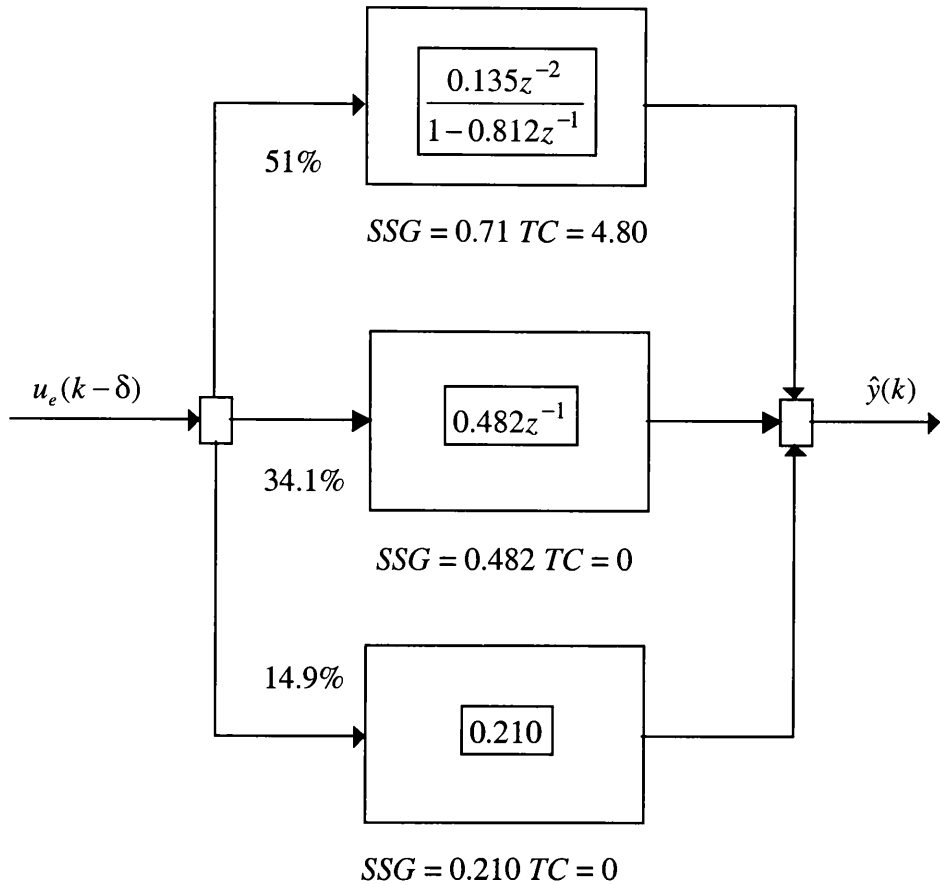 0.135z⁻²
1−0.812z⁻¹
51%
SSG = 0.71 TC = 4.80
u_e(k−δ)
0.482z⁻¹
ŷ(k)
34.1%
SSG = 0.482 TC = 0
14.9%
0.210
SSG = 0.210 TC = 0